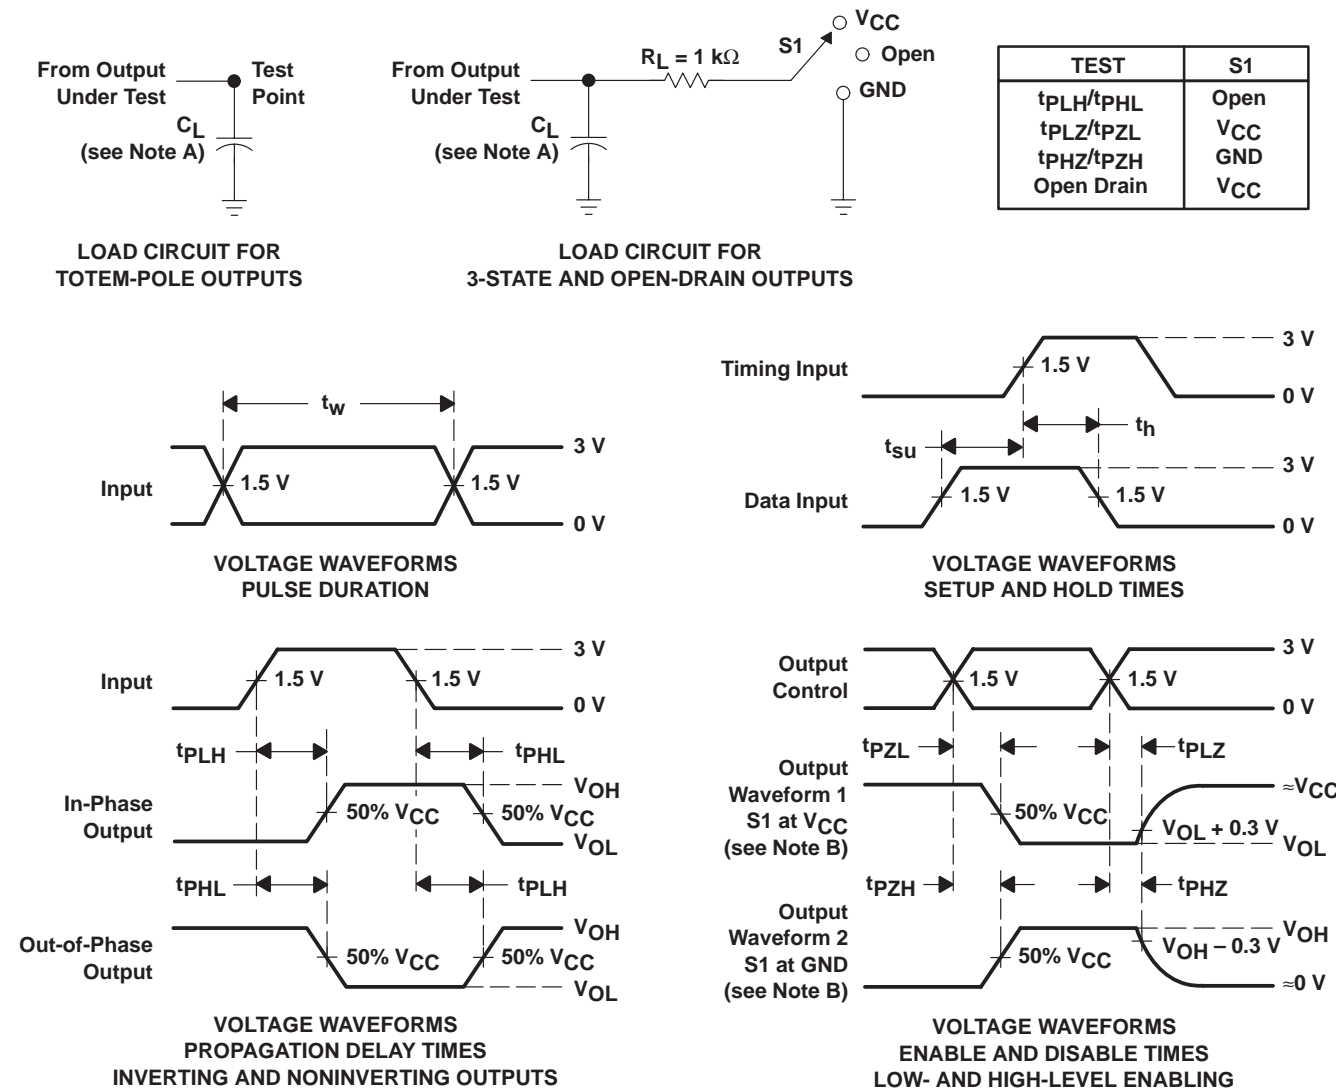 From Output
Under Test
Test
Point
CL
(see Note A)
LOAD CIRCUIT FOR
TOTEM-POLE OUTPUTS
From Output
Under Test
CL
(see Note A)
RL = 1 kΩ
S1
VCC
Open
GND
LOAD CIRCUIT FOR
3-STATE AND OPEN-DRAIN OUTPUTS
TEST S1
tPLH/tPHL Open
tPLZ/tPZL VCC
tPHZ/tPZH GND
Open Drain VCC
tw
Input
1.5 V
1.5 V
3 V
0 V
VOLTAGE WAVEFORMS
PULSE DURATION
Timing Input
1.5 V
3 V
0 V
tsu
th
Data Input
1.5 V
1.5 V
3 V
0 V
VOLTAGE WAVEFORMS
SETUP AND HOLD TIMES
Input
1.5 V
1.5 V
3 V
0 V
tPLH
tPHL
In-Phase
Output
50% VCC
50% VCC
VOH
VOL
tPHL
tPLH
Out-of-Phase
Output
50% VCC
50% VCC
VOH
VOL
VOLTAGE WAVEFORMS
PROPAGATION DELAY TIMES
INVERTING AND NONINVERTING OUTPUTS
Output
Control
1.5 V
1.5 V
3 V
0 V
tPZL
tPLZ
Output
Waveform 1
S1 at VCC
(see Note B)
50% VCC
VOL + 0.3 V
≈VCC
VOL
tPZH
tPHZ
Output
Waveform 2
S1 at GND
(see Note B)
50% VCC
VOH − 0.3 V
VOH
≈0 V
VOLTAGE WAVEFORMS
ENABLE AND DISABLE TIMES
LOW- AND HIGH-LEVEL ENABLING